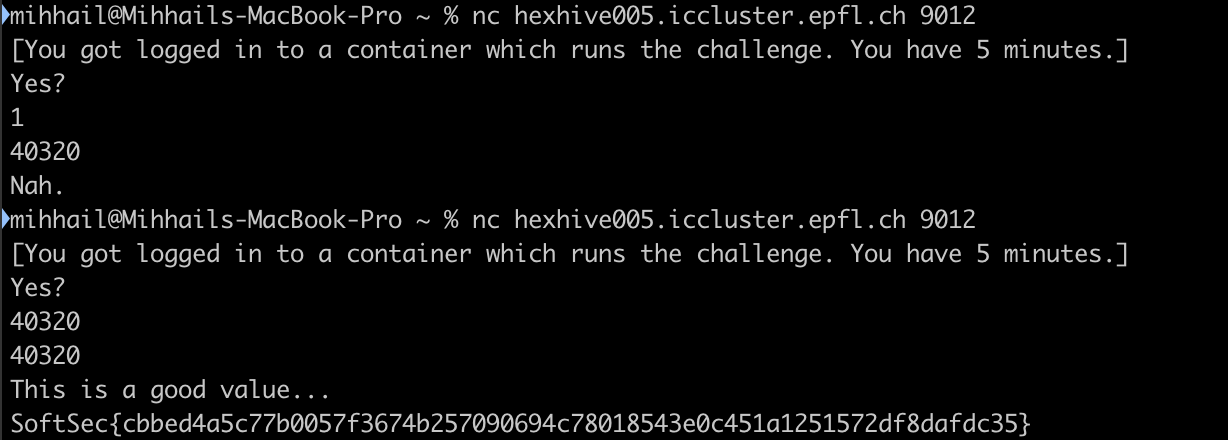 mihhail@Mihhails-MacBook-Pro ~ % nc hexhive005.iccluster.epfl.ch 9012
[You got logged in to a container which runs the challenge. You have 5 minutes.]
Yes?
1
40320
Nah.
mihhail@Mihhails-MacBook-Pro ~ % nc hexhive005.iccluster.epfl.ch 9012
[You got logged in to a container which runs the challenge. You have 5 minutes.]
Yes?
40320
40320
This is a good value...
SoftSec{cbbed4a5c77b0057f3674b257090694c78018543e0c451a1251572df8dafdc35}